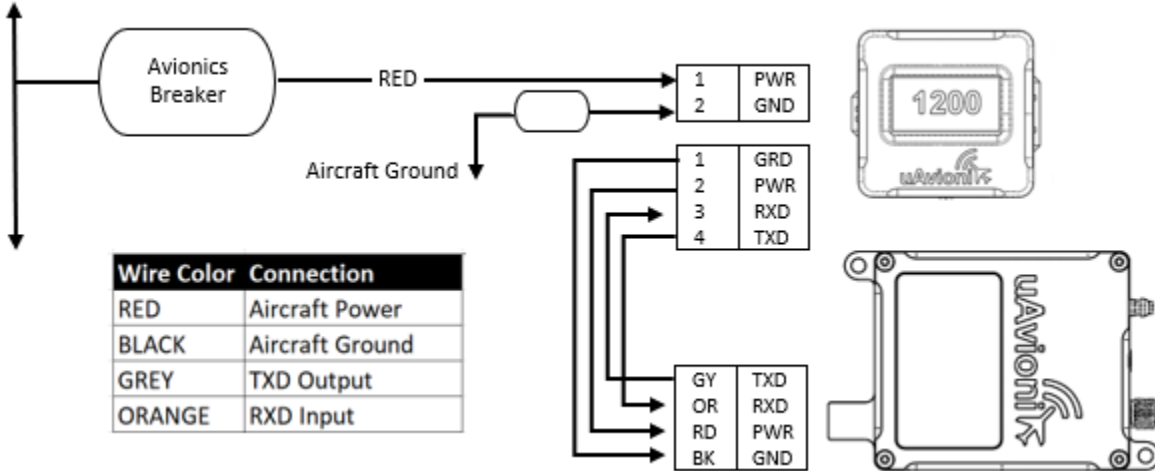 Avionics
Breaker
RED
1 PWR
2 GND
Aircraft Ground
1 GRD
2 PWR
3 RXD
4 TXD
1200
uAvioni
Wire Color Connection
RED Aircraft Power
BLACK Aircraft Ground
GREY TXD Output
ORANGE RXD Input
GY TXD
OR RXD
RD PWR
BK GND
uAvioni